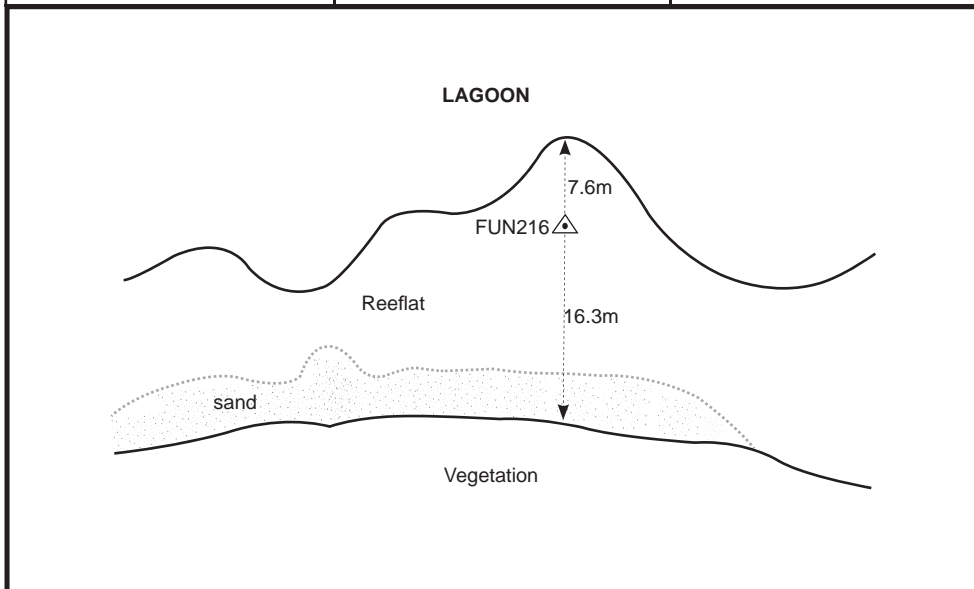 LAGOON
7.6m
FUN216
Reeflat
16.3m
sand
Vegetation